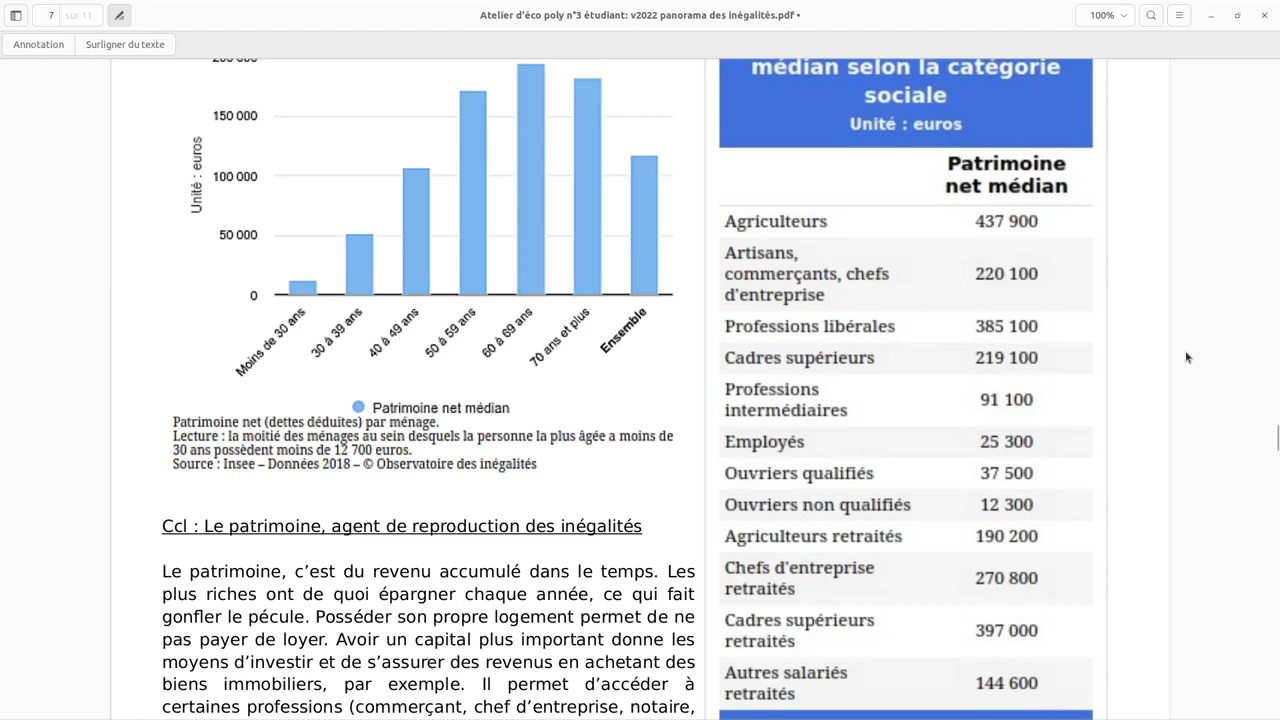 7
sur 11
Atelier d'éco poly n°3 étudiant: v2022 panorama des inégalités.pdf •
100%
Annotation
Surligner du texte
200 000
150 000
100 000
50 000
0
Unité : euros
Moins de 30 ans
30 à 39 ans
40 à 49 ans
50 à 59 ans
60 à 69 ans
70 ans et plus
Ensemble
Patrimoine net médian
Patrimoine net (dettes déduites) par ménage.
Lecture : la moitié des ménages au sein desquels la personne la plus âgée a moins de
30 ans possèdent moins de 12 700 euros.
Source : Insee – Données 2018 – © Observatoire des inégalités
Ccl : Le patrimoine, agent de reproduction des inégalités
Le patrimoine, c’est du revenu accumulé dans le temps. Les
plus riches ont de quoi épargner chaque année, ce qui fait
gonfler le pécule. Posséder son propre logement permet de ne
pas payer de loyer. Avoir un capital plus important donne les
moyens d’investir et de s’assurer des revenus en achetant des
biens immobiliers, par exemple. Il permet d’accéder à
certaines professions (commerçant, chef d’entreprise, notaire,
médian selon la catégorie
sociale
Unité : euros
Patrimoine
net médian
Agriculteurs 437 900
Artisans,
commerçants, chefs 220 100
d'entreprise
Professions libérales 385 100
Cadres supérieurs 219 100
Professions
intermédiaires 91 100
Employés 25 300
Ouvriers qualifiés 37 500
Ouvriers non qualifiés 12 300
Agriculteurs retraités 190 200
Chefs d'entreprise
retraités 270 800
Cadres supérieurs
retraités 397 000
Autres salariés
retraités 144 600